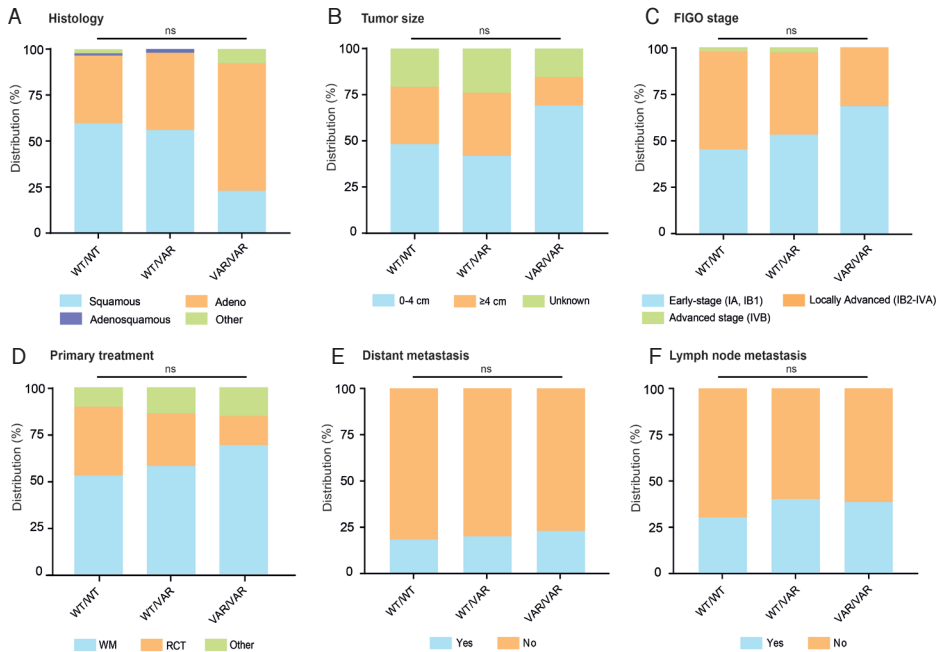 A Histology
ns
Distribution (%)
100
75
50
25
0
WT/WT WT/VAR VAR/VAR
Squamous Adeno
Adenosquamous Other
B Tumor size
ns
Distribution (%)
100
75
50
25
0
WT/WT WT/VAR VAR/VAR
0-4 cm ≥4 cm Unknown
C FIGO stage
ns
Distribution (%)
100
75
50
25
0
WT/WT WT/VAR VAR/VAR
Early-stage (IA, IB1) Locally Advanced (IB2-IVA)
Advanced stage (IVB)
D Primary treatment
ns
Distribution (%)
100
75
50
25
0
WT/WT WT/VAR VAR/VAR
WM RCT Other
E Distant metastasis
ns
Distribution (%)
100
75
50
25
0
WT/WT WT/VAR VAR/VAR
Yes No
F Lymph node metastasis
ns
Distribution (%)
100
75
50
25
0
WT/WT WT/VAR VAR/VAR
Yes No